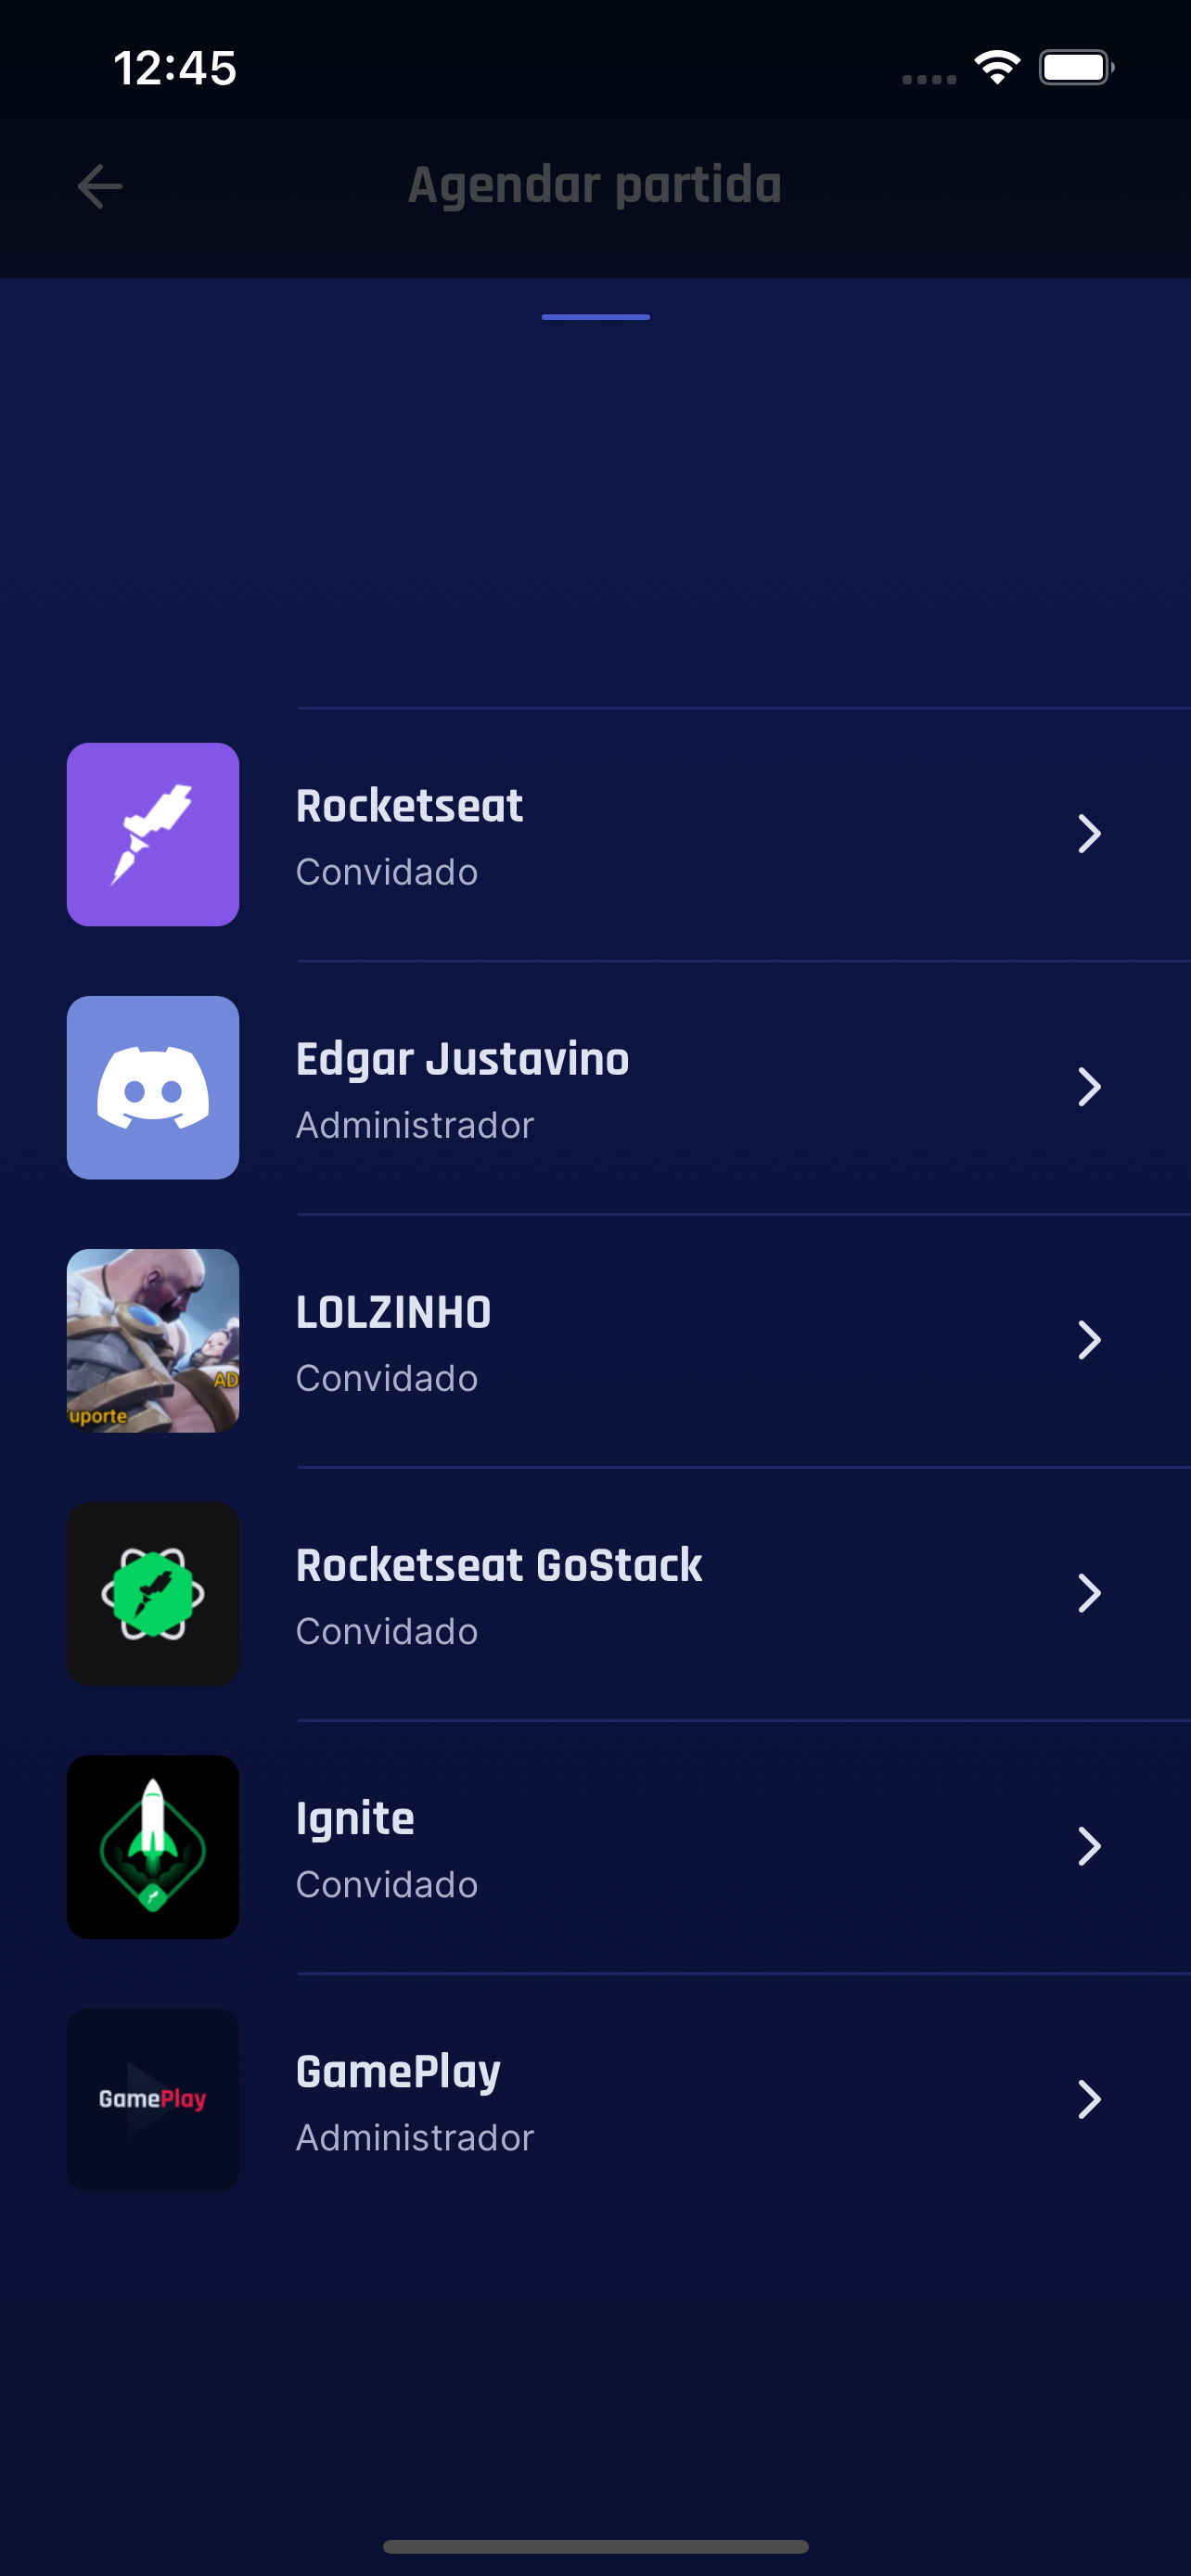 12:45
Agendar partida
Rocketseat
Convidado
Edgar Justavino
Administrador
LOLZINHO
Convidado
AD
uporte
Rocketseat GoStack
Convidado
Ignite
Convidado
GamePlay
GamePlay
Administrador